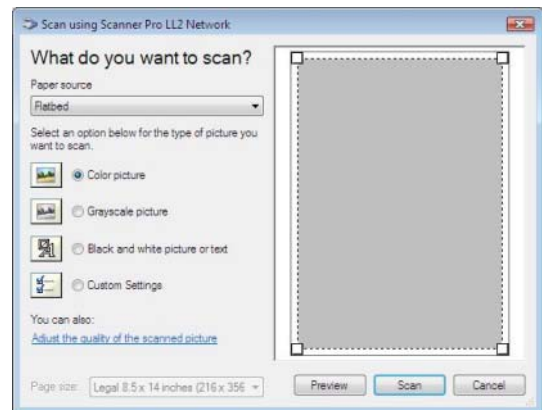 Scan using Scanner Pro LL2 Network
What do you want to scan?
Paper source
Flatbed
Select an option below for the type of picture you
want to scan.
Color picture
Grayscale picture
Black and white picture or text
Custom Settings
You can also:
Adjust the quality of the scanned picture
Page size: Legal 8.5 x 14 inches (216 x 356
Preview Scan Cancel